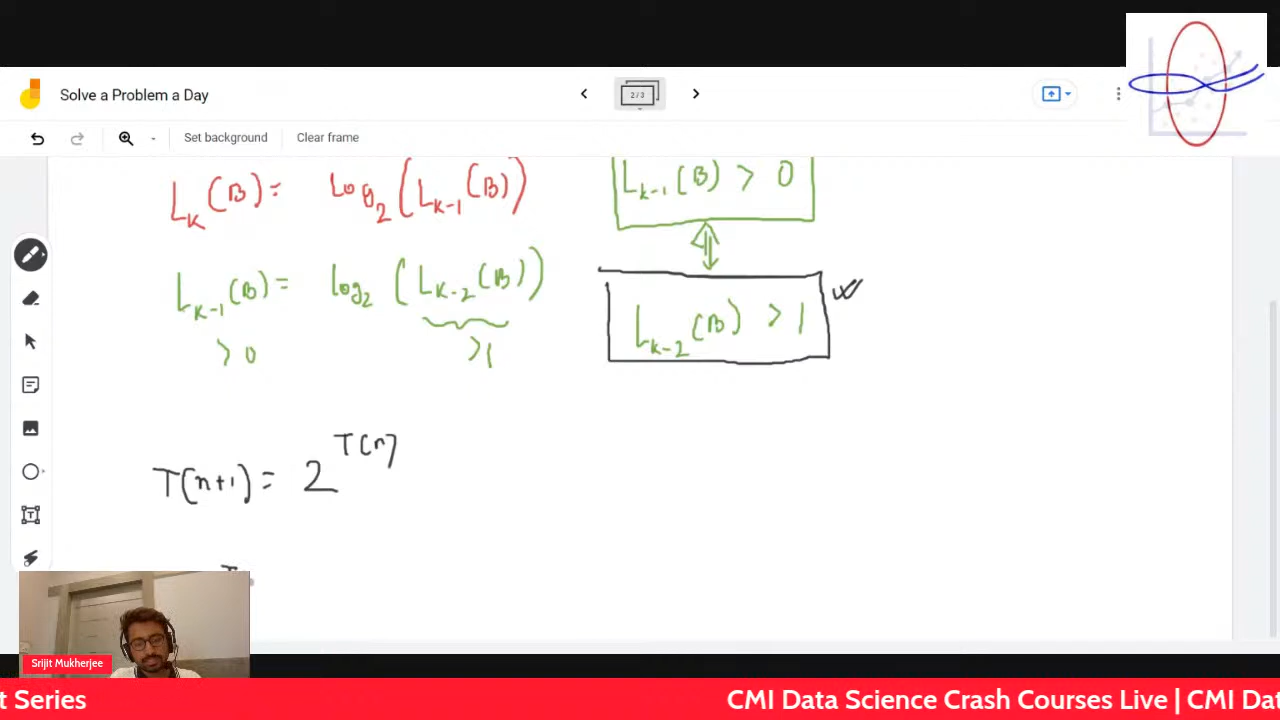 Solve a Problem a Day
2 / 3
Set background
Clear frame
L_K (B) = log_2 (L_{K-1} (B))
L_{K-1} (B) > 0
L_{K-1} (B) = log_2 (L_{K-2} (B))
> 0
> 1
L_{K-2} (B) > 1
T(n+1) = 2^{T(n)}
Srijit Mukherjee
t Series
CMI Data Science Crash Courses Live | CMI Dat